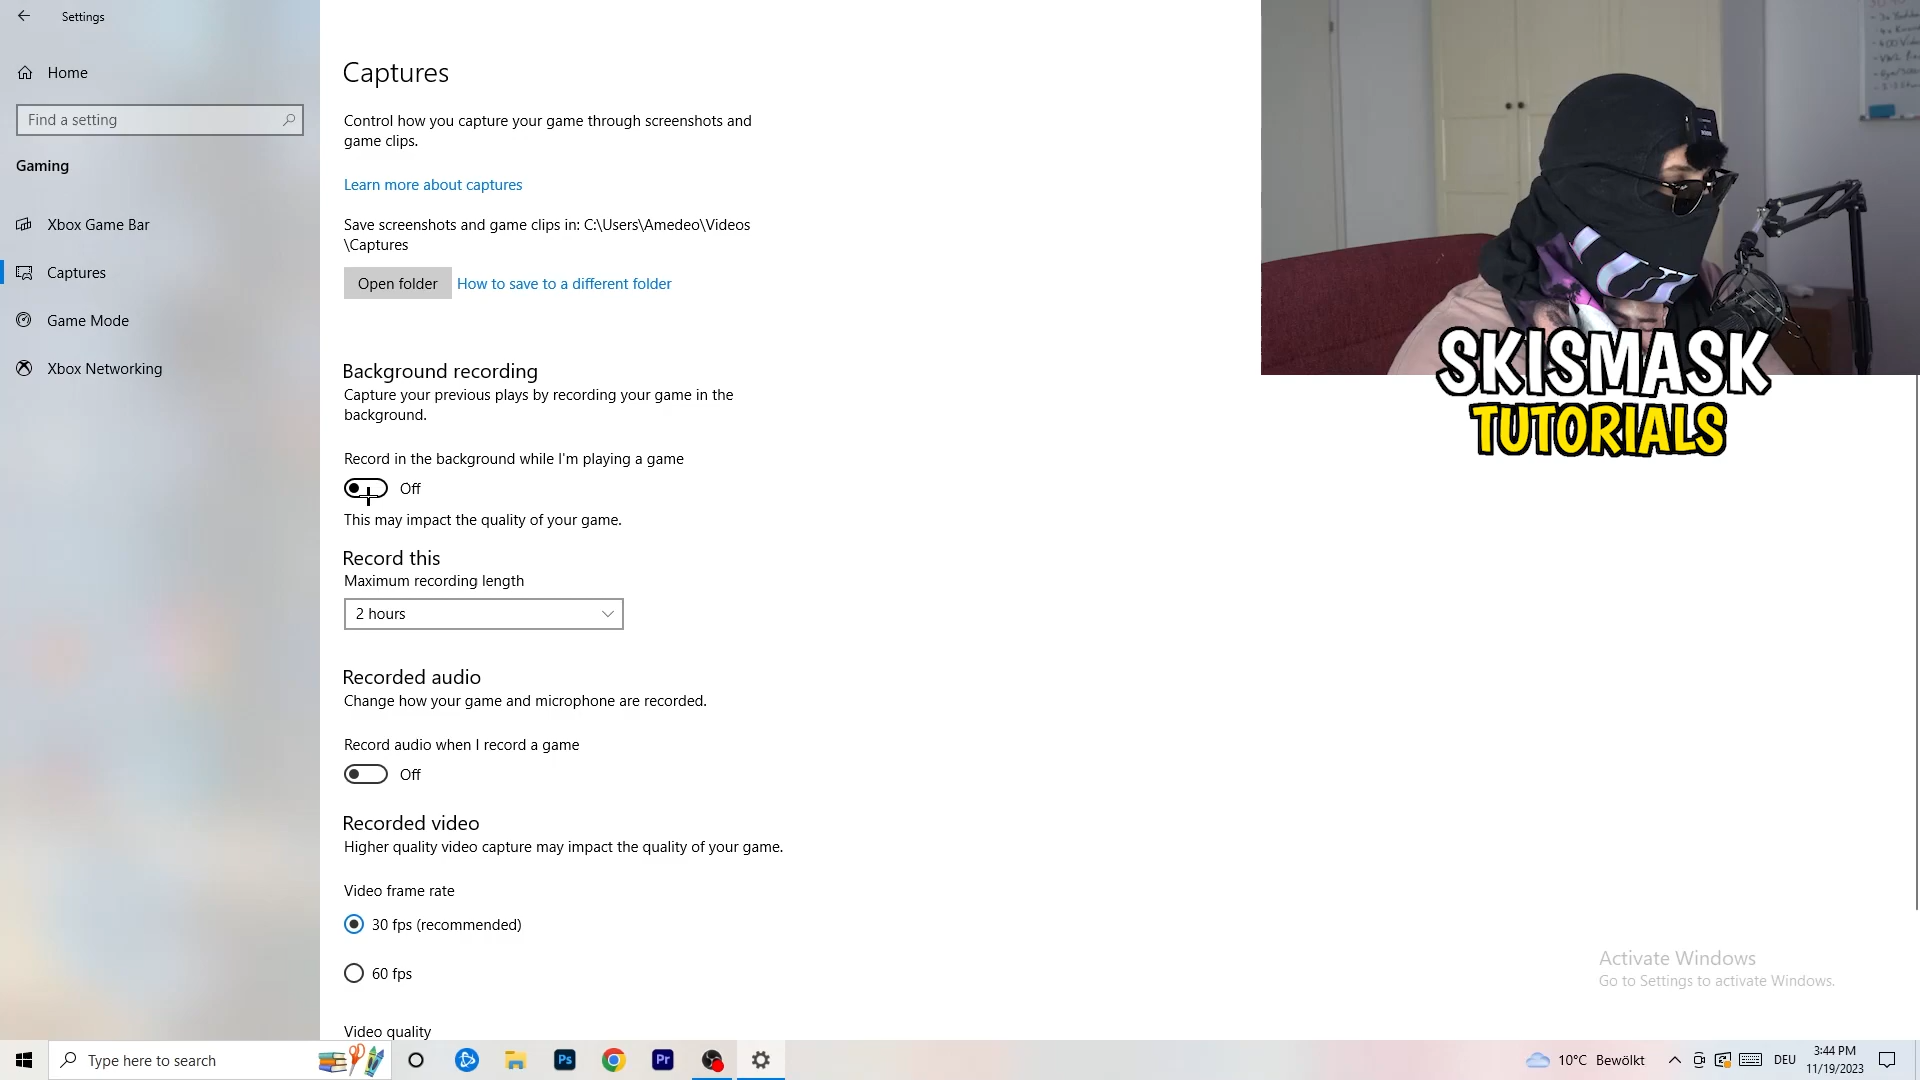 Settings
Home
Find a setting
Gaming
Xbox Game Bar
Captures
Game Mode
Xbox Networking
Captures
Control how you capture your game through screenshots and
game clips.
Learn more about captures
Save screenshots and game clips in: C:\Users\Amedeo\Videos
\Captures
Open folder
How to save to a different folder
Background recording
Capture your previous plays by recording your game in the
background.
Record in the background while I'm playing a game
Off
This may impact the quality of your game.
Record this
Maximum recording length
2 hours
Recorded audio
Change how your game and microphone are recorded.
Record audio when I record a game
Off
Recorded video
Higher quality video capture may impact the quality of your game.
Video frame rate
30 fps (recommended)
60 fps
Video quality
SKISMASK
TUTORIALS
Activate Windows
Go to Settings to activate Windows.
Type here to search
Ps
Pr
10°C Bewölkt
DEU
3:44 PM
11/19/2023